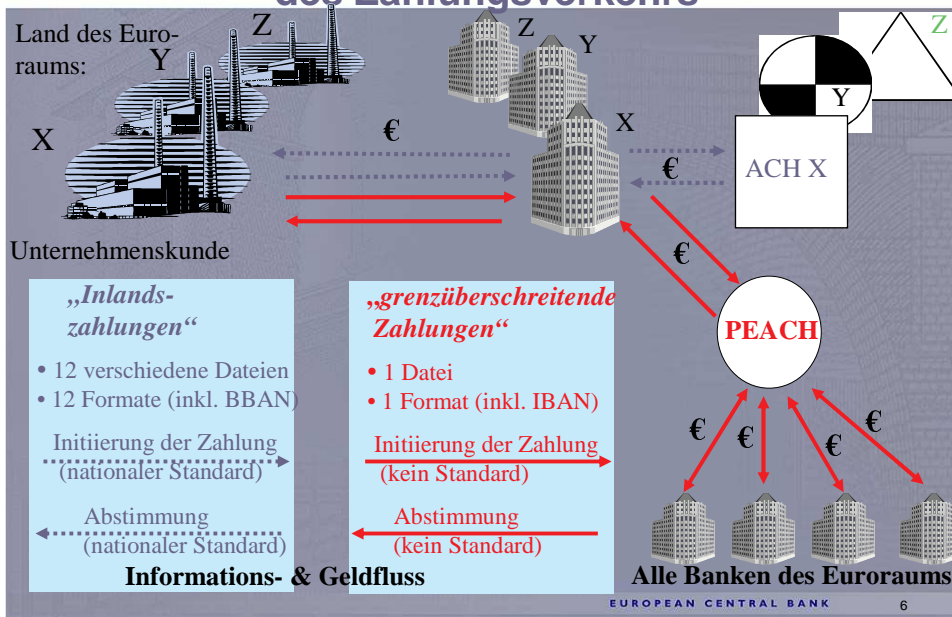 des Zahlungsverkehrs
Land des Euro-
raums:
Z
Y
X
Z
Y
X
Z
Y
€
€
ACH X
Unternehmenskunde
€
„Inlands-
zahlungen“
• 12 verschiedene Dateien
• 12 Formate (inkl. BBAN)
Initiierung der Zahlung
(nationaler Standard)
Abstimmung
(nationaler Standard)
„grenzüberschreitende
Zahlungen“
• 1 Datei
• 1 Format (inkl. IBAN)
Initiierung der Zahlung
(kein Standard)
Abstimmung
(kein Standard)
PEACH
€
€
€
€
Informations- & Geldfluss
Alle Banken des Euroraums
EUROPEAN CENTRAL BANK
6